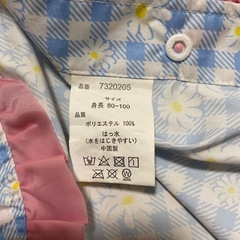 品番 7320205
サイズ
身長 80-100
品質
ポリエステル 100%
はっ水
(水をはじきやすい)
中国製